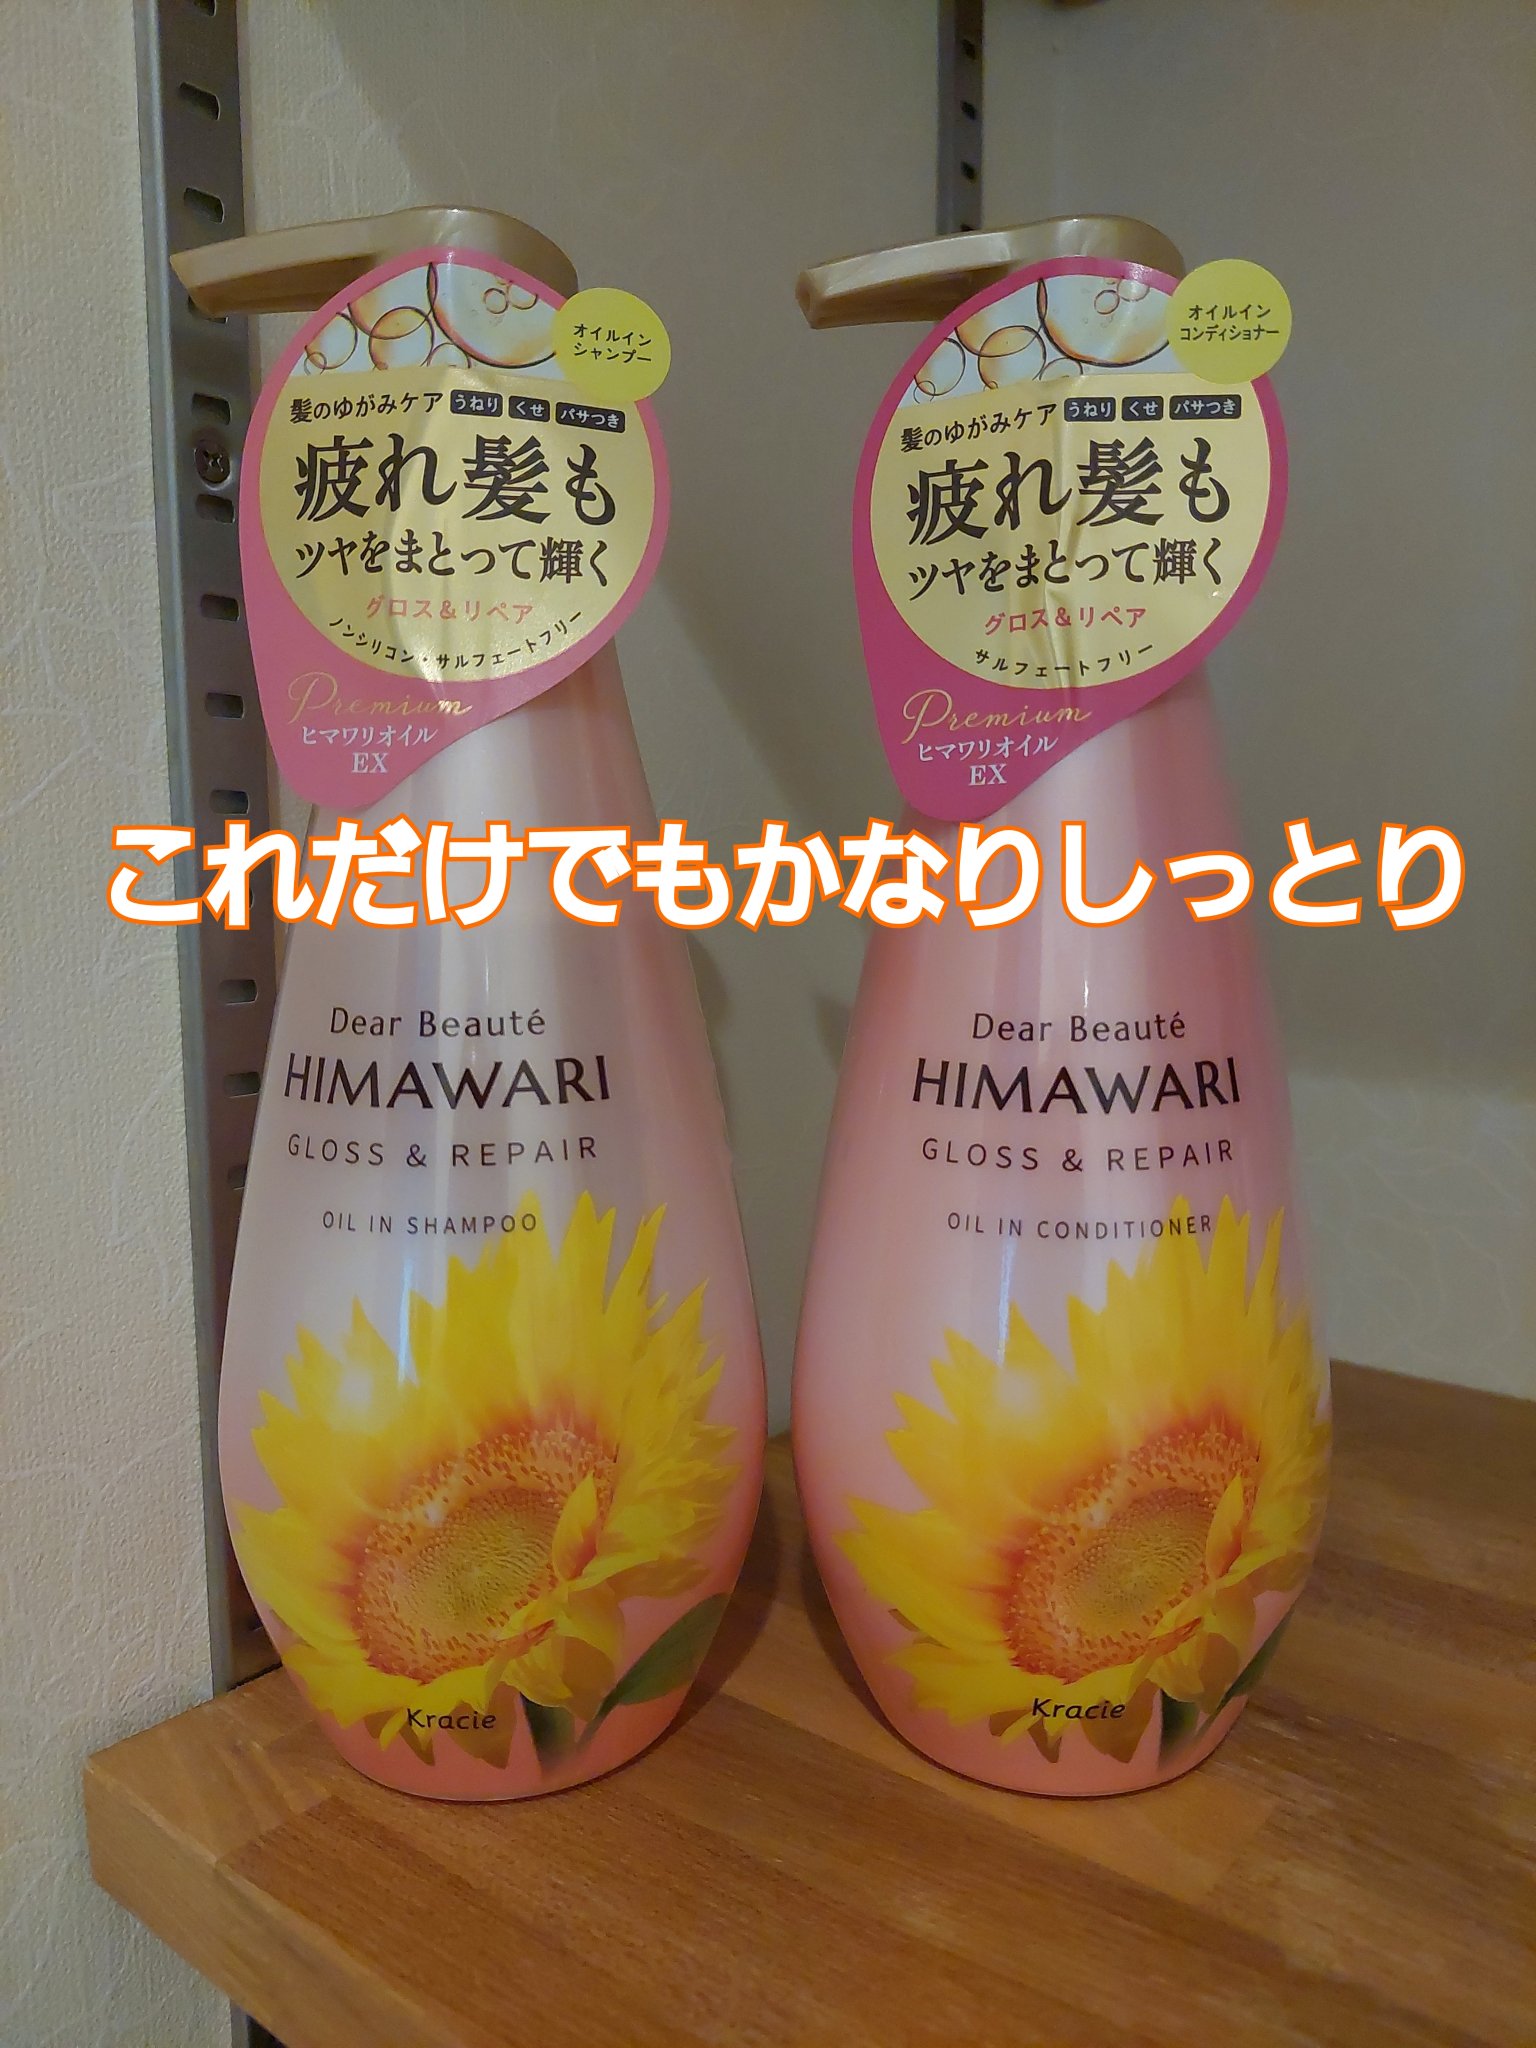 オイルイン
シャンプー
髪のゆがみケア うねり くせ パサつき
疲れ髪も
ツヤをまとって輝く
グロス&リペア
ノンシリコン・サルフェートフリー
Premium
ヒマワリオイル
EX
オイルイン
コンディショナー
髪のゆがみケア うねり くせ パサつき
疲れ髪も
ツヤをまとって輝く
グロス&リペア
サルフェートフリー
Premium
ヒマワリオイル
EX
これだけでもかなりしっとり
Dear Beauté
HIMAWARI
GLOSS & REPAIR
OIL IN SHAMPOO
Kracie
Dear Beauté
HIMAWARI
GLOSS & REPAIR
OIL IN CONDITIONER
Kracie